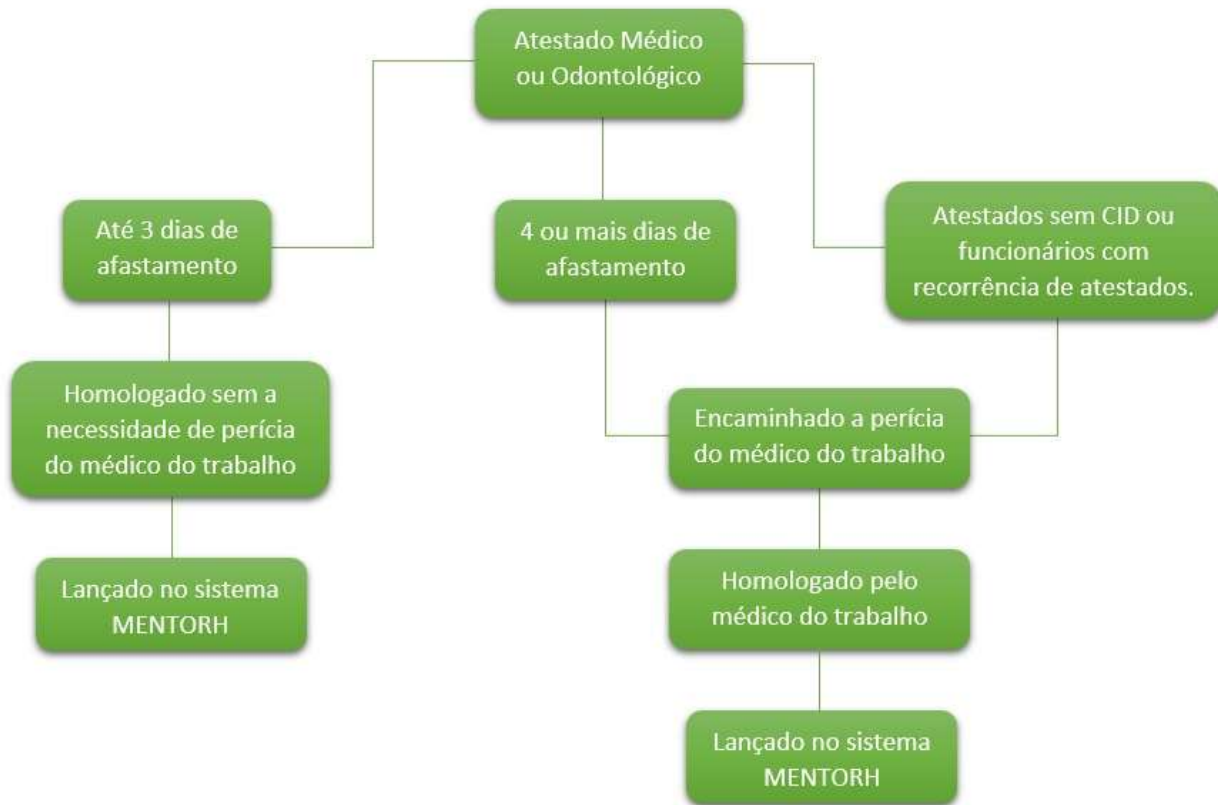 Atestado Médico
ou Odontológico
Até 3 dias de
afastamento
4 ou mais dias de
afastamento
Atestados sem CID ou
funcionários com
recorrência de atestados.
Homologado sem a
necessidade de perícia
do médico do trabalho
Encaminhado a perícia
do médico do trabalho
Lançado no sistema
MENTORH
Homologado pelo
médico do trabalho
Lançado no sistema
MENTORH